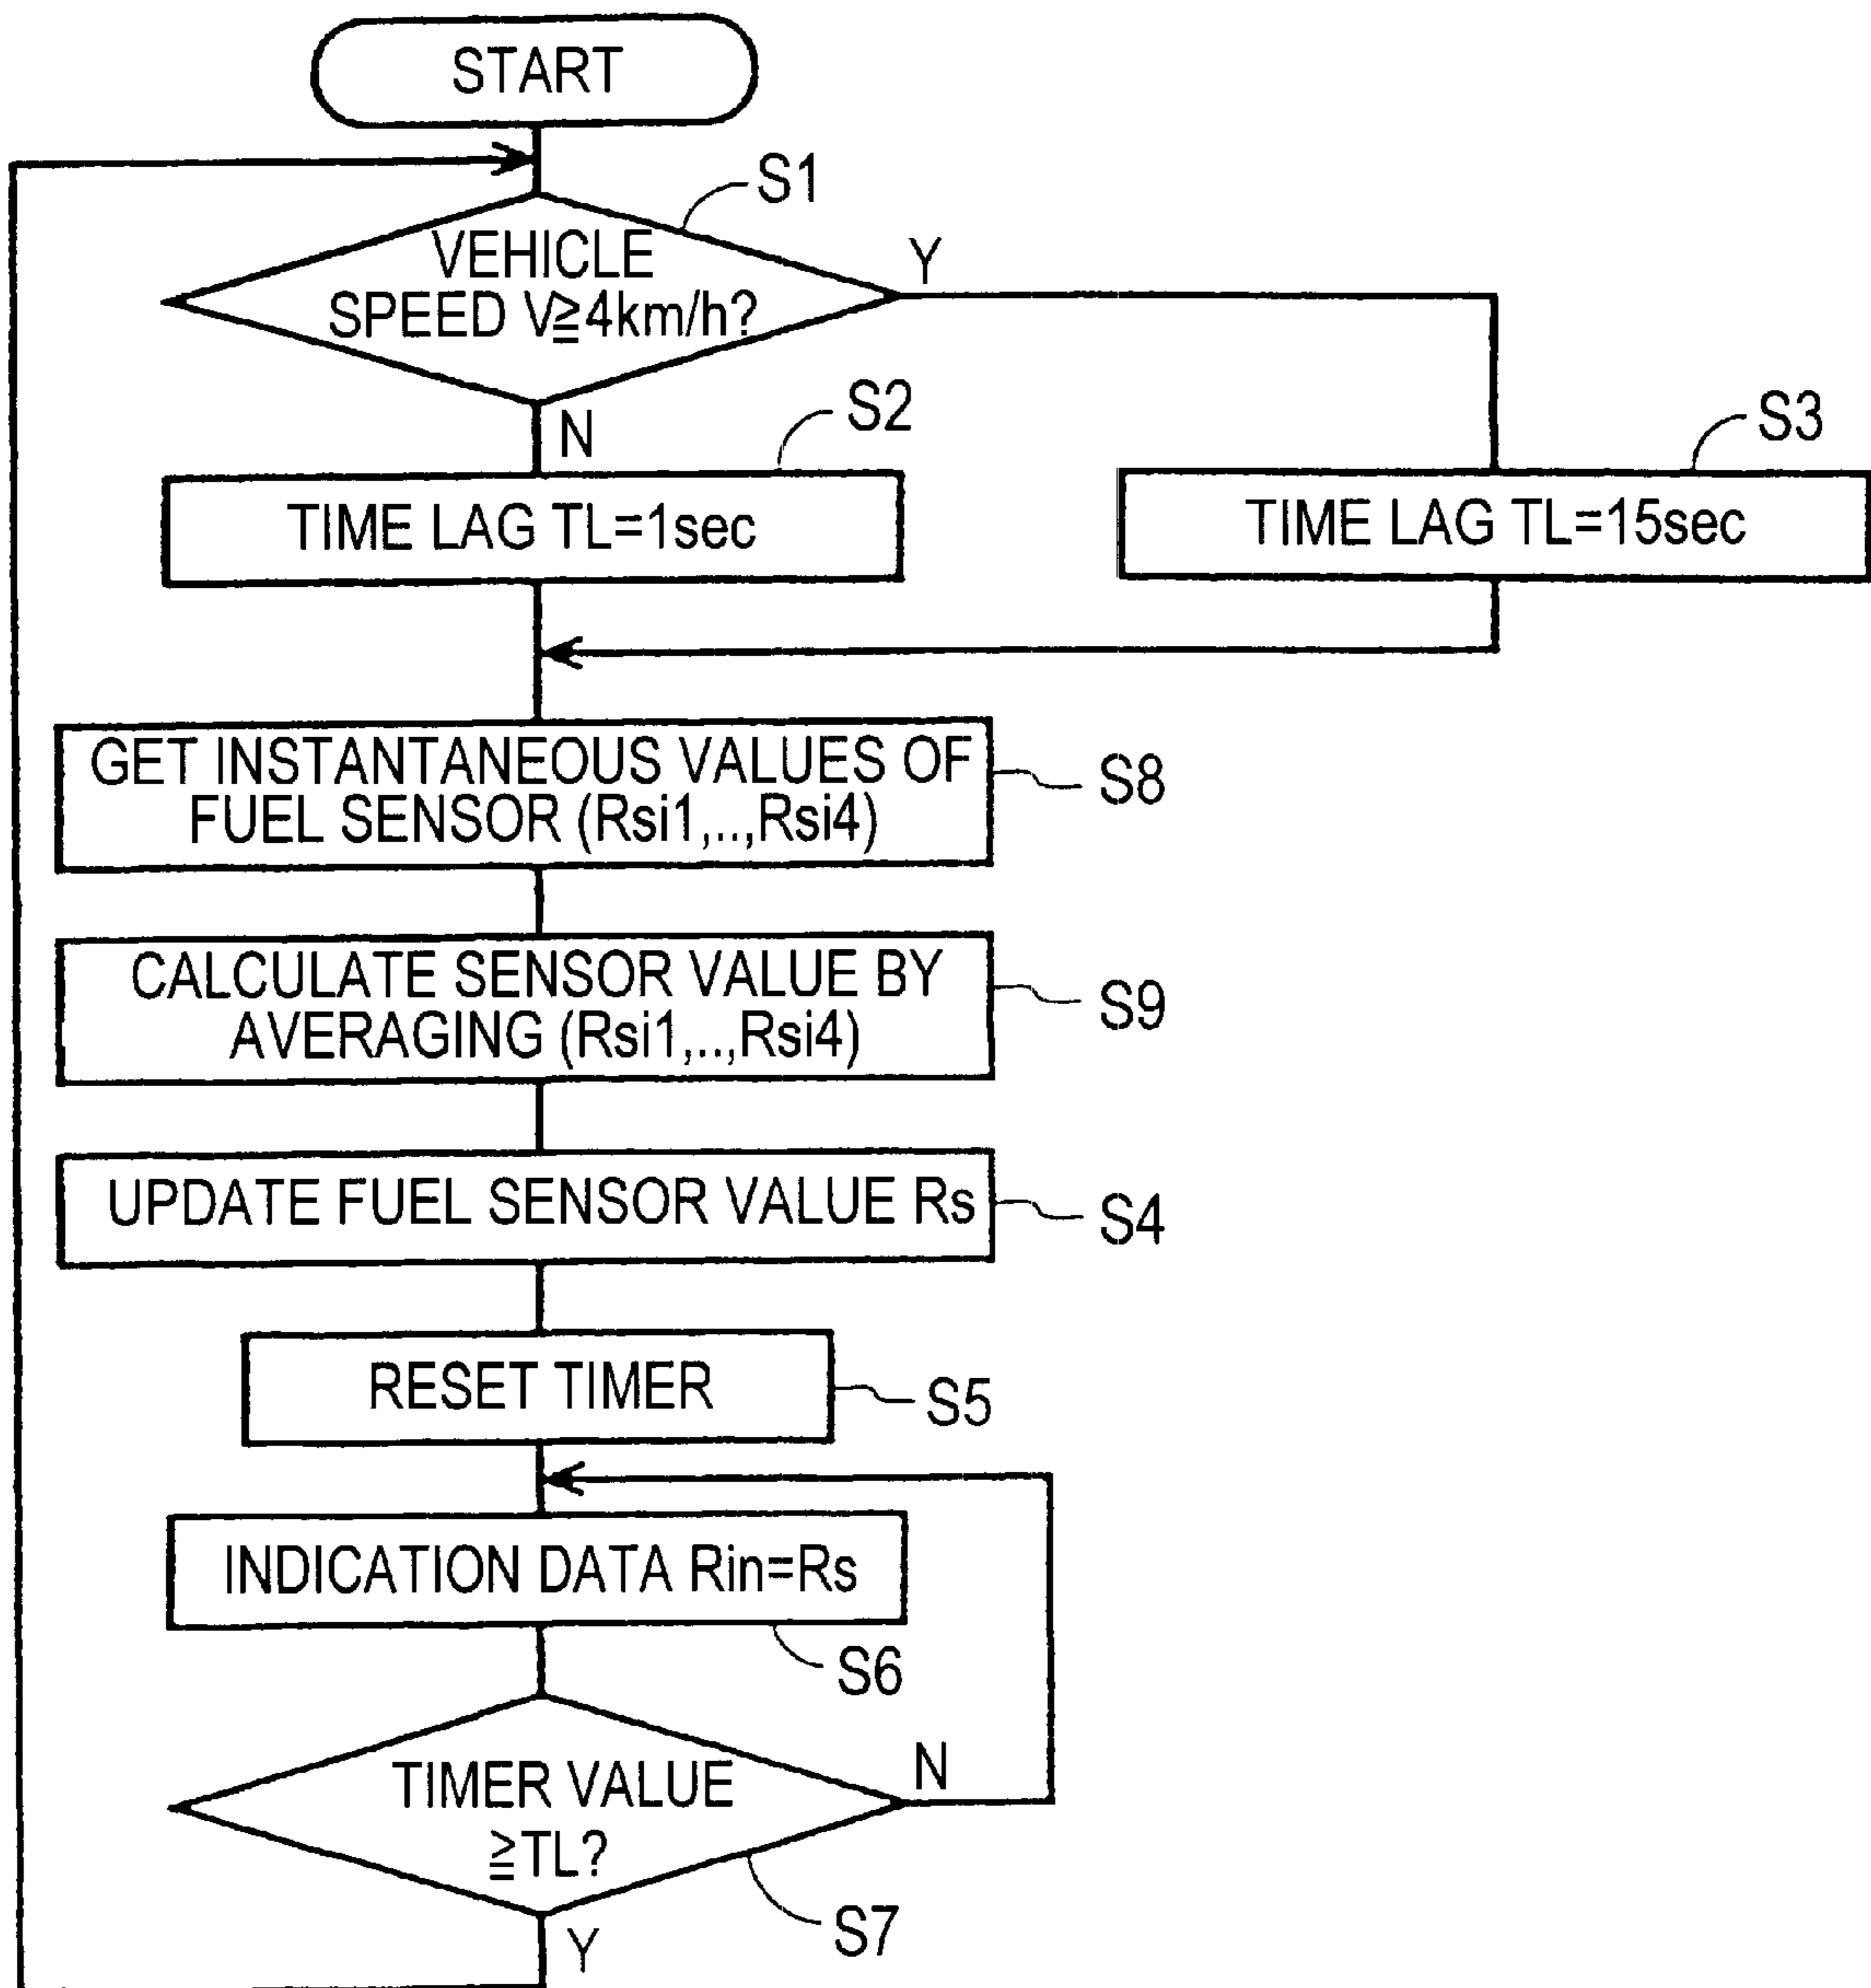 START
S1
VEHICLE
SPEED V≧4km/h?
Y
N
S2
TIME LAG TL=1sec
S3
TIME LAG TL=15sec
GET INSTANTANEOUS VALUES OF
FUEL SENSOR (Rsi1,..,Rsi4)
S8
CALCULATE SENSOR VALUE BY
AVERAGING (Rsi1,..,Rsi4)
S9
UPDATE FUEL SENSOR VALUE Rs
S4
RESET TIMER
S5
INDICATION DATA Rin=Rs
S6
TIMER VALUE
≧TL?
N
S7
Y